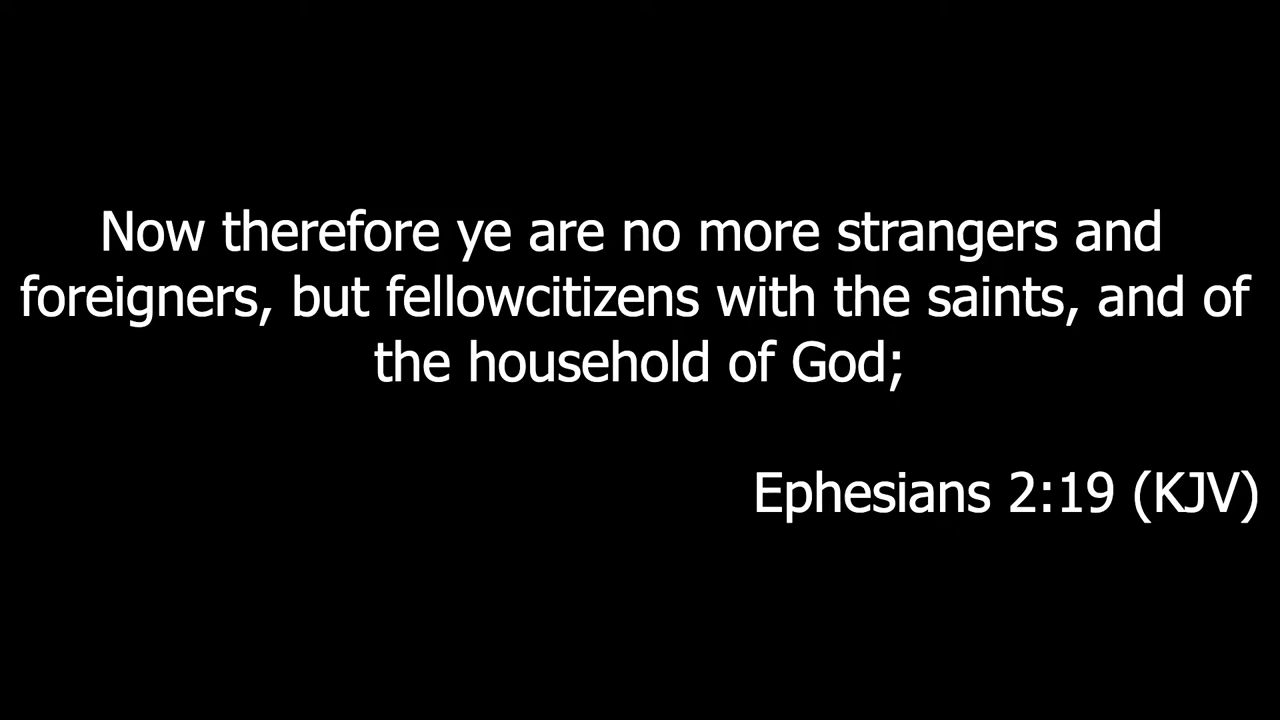 Now therefore ye are no more strangers and
foreigners, but fellowcitizens with the saints, and of
the household of God;
Ephesians 2:19 (KJV)